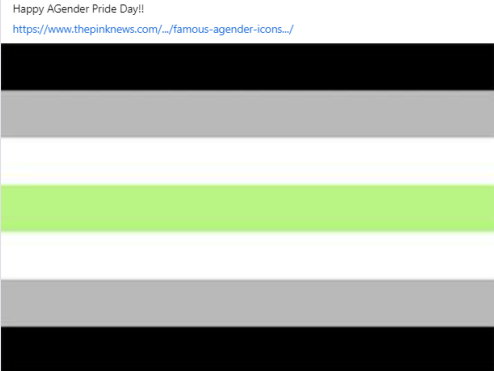 Happy AGender Pride Day!!
https://www.thepinknews.com/.../famous-agender-icons.../